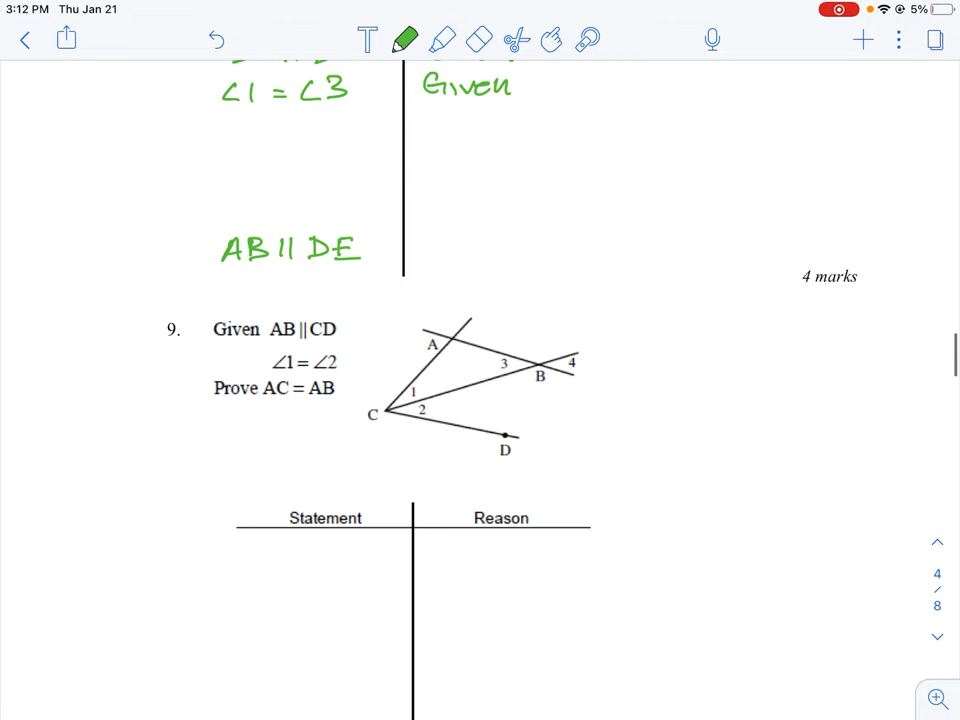 3:12 PM Thu Jan 21 5%
T
∠1 = ∠3 Given
AB || DE
4 marks
9. Given AB || CD
∠1 = ∠2
Prove AC = AB
A
3
4
B
1
2
C
D
Statement Reason
4
/
8